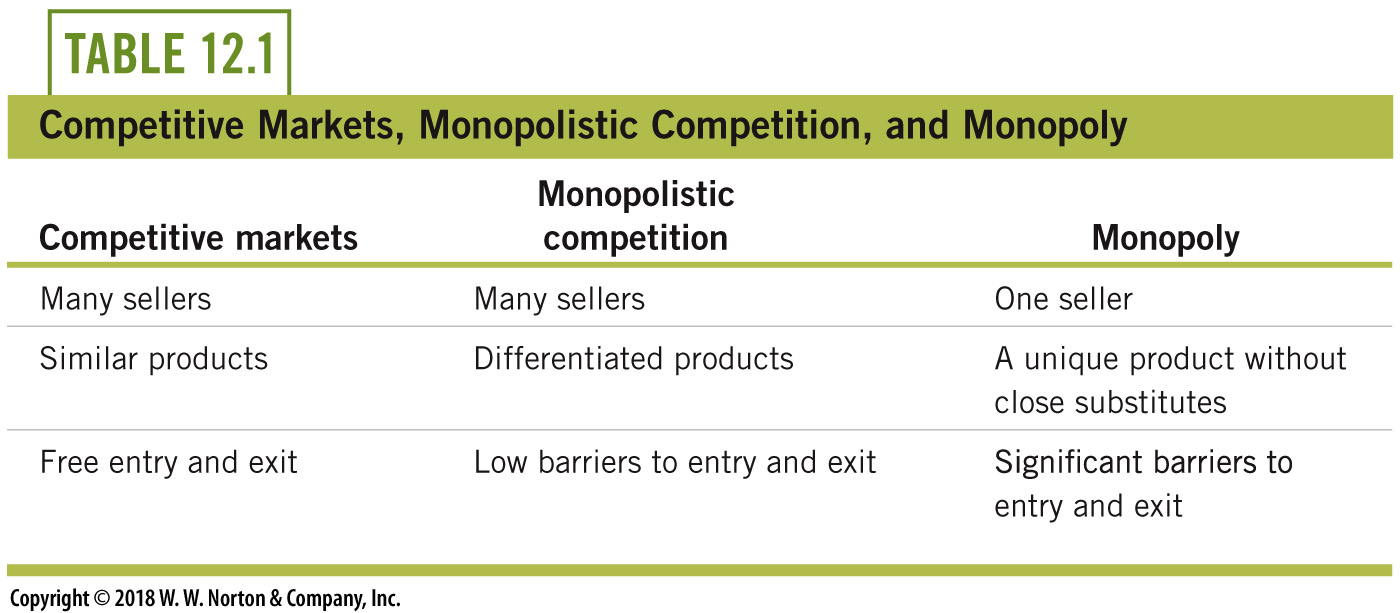 TABLE 12.1
Competitive Markets, Monopolistic Competition, and Monopoly
Competitive markets
Monopolistic
competition
Monopoly
Many sellers
Many sellers
One seller
Similar products
Differentiated products
A unique product without
close substitutes
Free entry and exit
Low barriers to entry and exit
Significant barriers to
entry and exit
Copyright © 2018 W. W. Norton & Company, Inc.